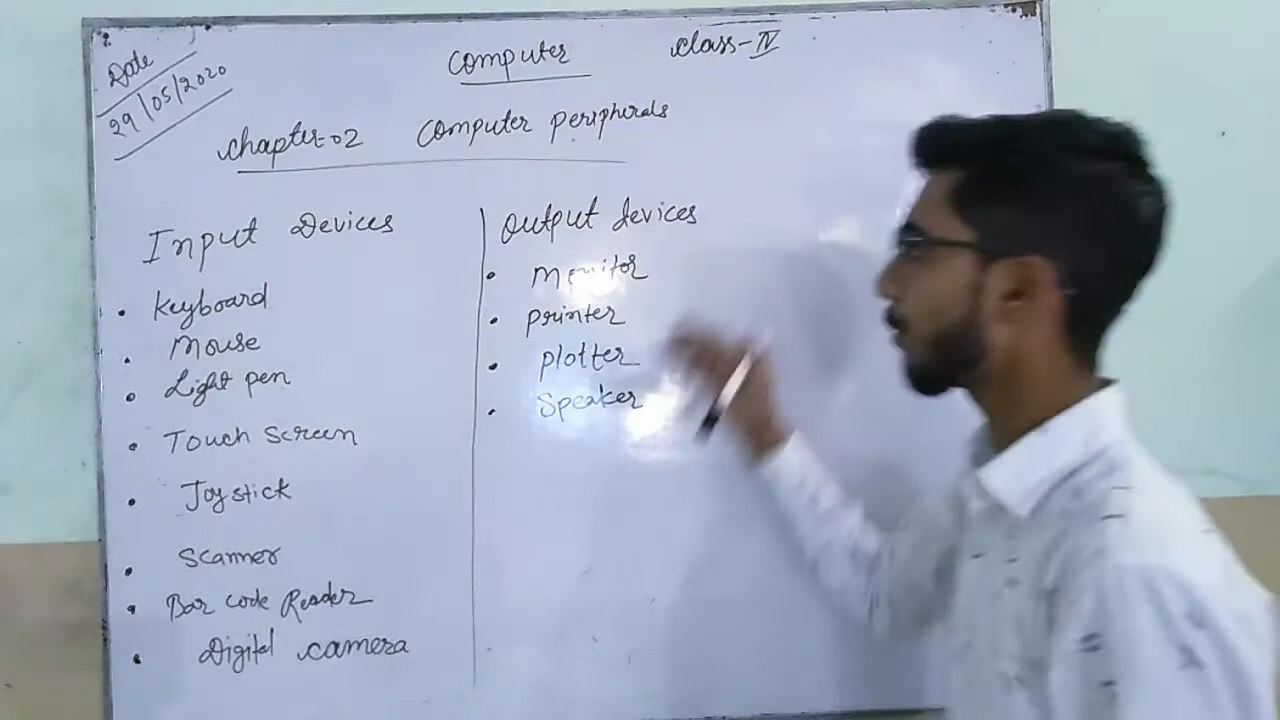 Date
29/05/2020
Computer
Class-IV
Chapter-02 Computer peripherals
Input Devices
• Keyboard
• Mouse
• Light pen
• Touch Screen
• Joystick
• Scanner
• Bar code Reader
• Digital camera
Output devices
• Monitor
• printer
• plotter
• Speaker